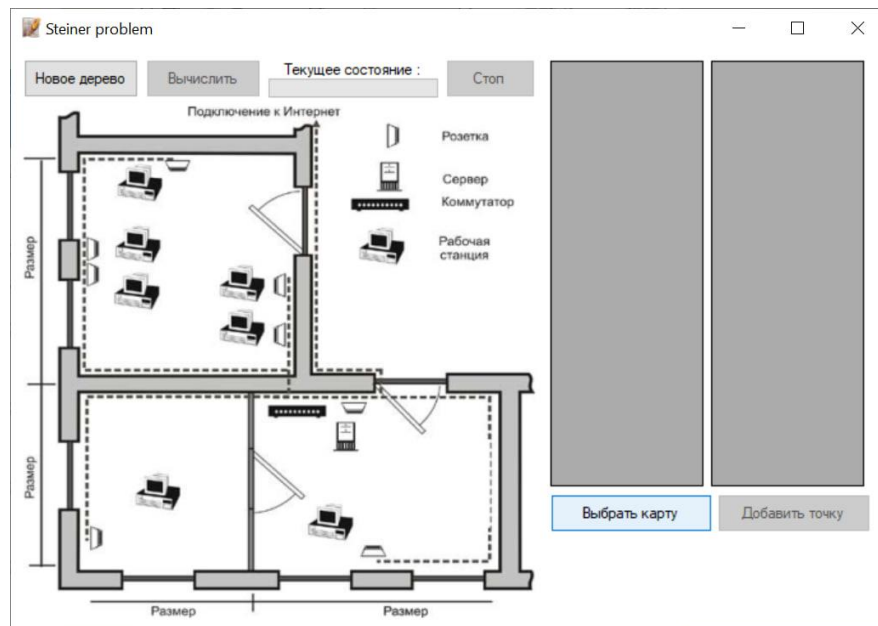 Steiner problem
Новое дерево
Вычислить
Текущее состояние :
Стоп
Подключение к Интернет
Розетка
Сервер
Коммутатор
Рабочая
станция
Размер
Размер
Выбрать карту
Добавить точку
Размер
Размер